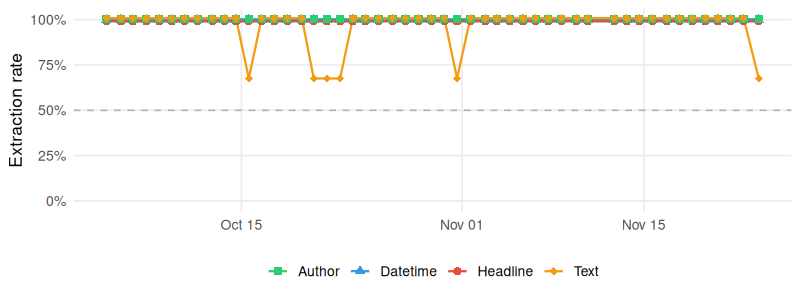 Extraction rate
100%
75%
50%
25%
0%
Oct 15 Nov 01 Nov 15
Author Datetime Headline Text